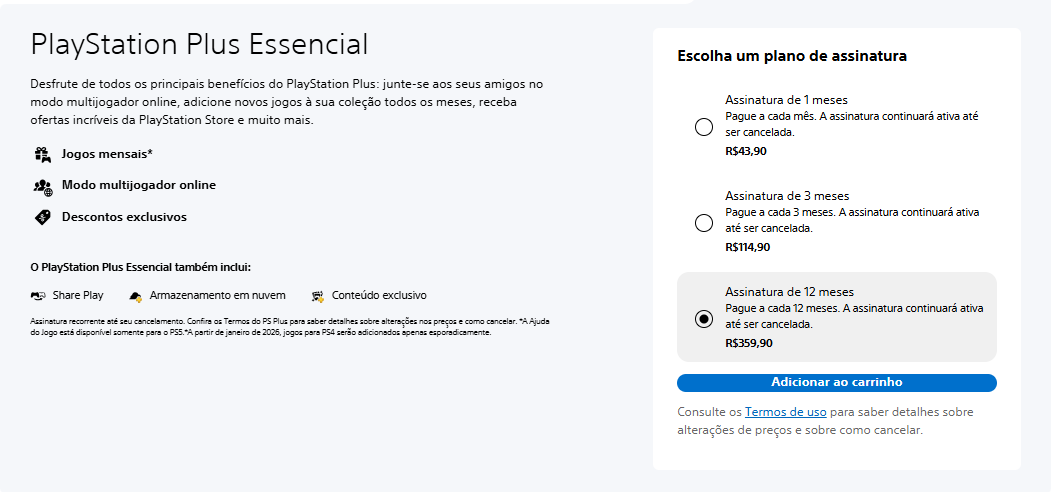 PlayStation Plus Essencial
Desfrute de todos os principais benefícios do PlayStation Plus: junte-se aos seus amigos no
modo multijogador online, adicione novos jogos à sua coleção todos os meses, receba
ofertas incríveis da PlayStation Store e muito mais.
Jogos mensais*
Modo multijogador online
Descontos exclusivos
O PlayStation Plus Essencial também inclui:
Share Play
Armazenamento em nuvem
Conteúdo exclusivo
Assinatura recorrente até seu cancelamento. Confira os Termos do PS Plus para saber detalhes sobre alterações nos preços e como cancelar. *A Ajuda
do Jogo está disponível somente para o PS5.*A partir de janeiro de 2026, jogos para PS4 serão adicionados apenas esporadicamente.
Escolha um plano de assinatura
Assinatura de 1 meses
Pague a cada mês. A assinatura continuará ativa até
ser cancelada.
R$43,90
Assinatura de 3 meses
Pague a cada 3 meses. A assinatura continuará ativa
até ser cancelada.
R$114,90
Assinatura de 12 meses
Pague a cada 12 meses. A assinatura continuará ativa
até ser cancelada.
R$359,90
Adicionar ao carrinho
Consulte os Termos de uso para saber detalhes sobre
alterações de preços e sobre como cancelar.